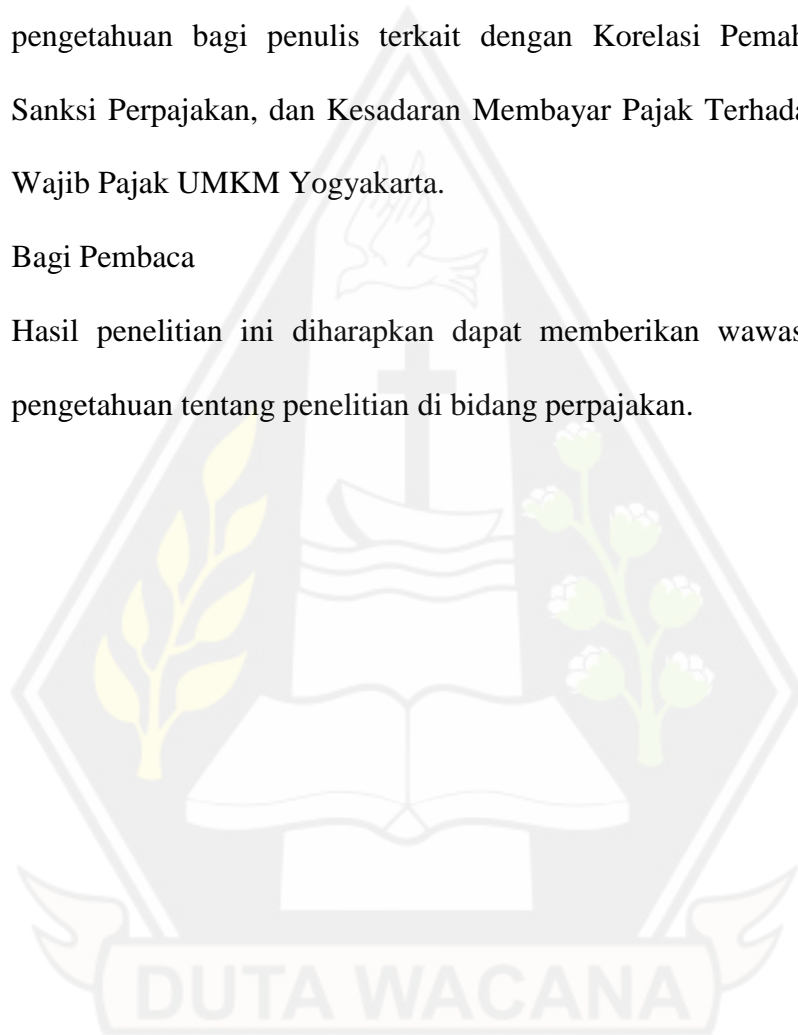 pengetahuan bagi penulis terkait dengan Korelasi
Sanksi Perpajakan, dan Kesadaran Membayar Pajak
Wajib Pajak UMKM Yogyakarta.
Bagi Pembaca
Hasil penelitian ini diharapkan dapat memberikan
pengetahuan tentang penelitian di bidang perpajakan.
DUTA WACANA